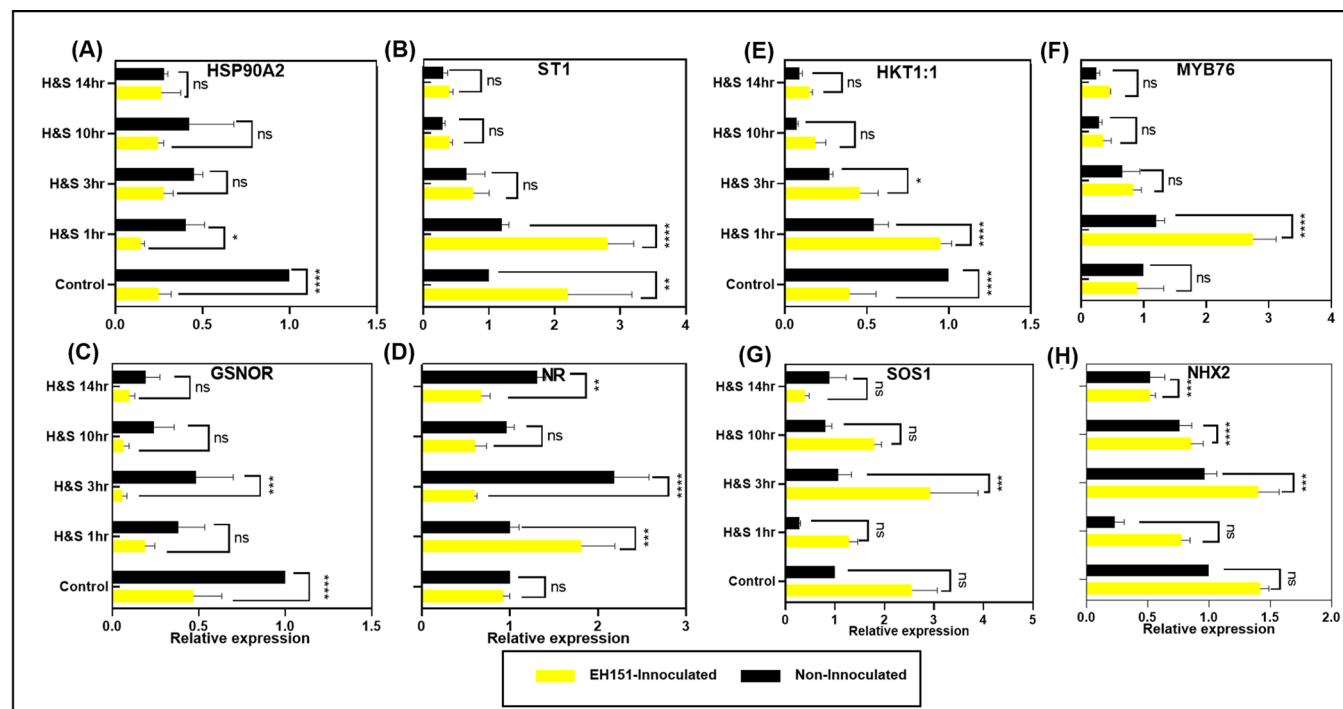 (A)
HSP90A2
H&S 14hr
ns
H&S 10hr
ns
H&S 3hr
ns
H&S 1hr
*
Control
****
0.0 0.5 1.0 1.5
(B)
ST1
ns
ns
ns
****
**
0 1 2 3 4
(E)
HKT1:1
H&S 14hr
ns
H&S 10hr
ns
H&S 3hr
*
H&S 1hr
****
Control
****
0.0 0.5 1.0 1.5
(F)
MYB76
ns
ns
ns
****
ns
0 1 2 3 4
(C)
GSNOR
H&S 14hr
ns
H&S 10hr
ns
H&S 3hr
***
H&S 1hr
ns
Control
****
0.0 0.5 1.0 1.5
Relative expression
(D)
NR
**
ns
****
***
ns
0 1 2 3
Relative expression
(G)
SOS1
H&S 14hr
ns
H&S 10hr
ns
H&S 3hr
***
H&S 1hr
ns
Control
ns
0 1 2 3 4 5
Relative expression
(H)
NHX2
****
****
***
ns
ns
0.0 0.5 1.0 1.5 2.0
Relative expression
EH151-Innoculated Non-Innoculated